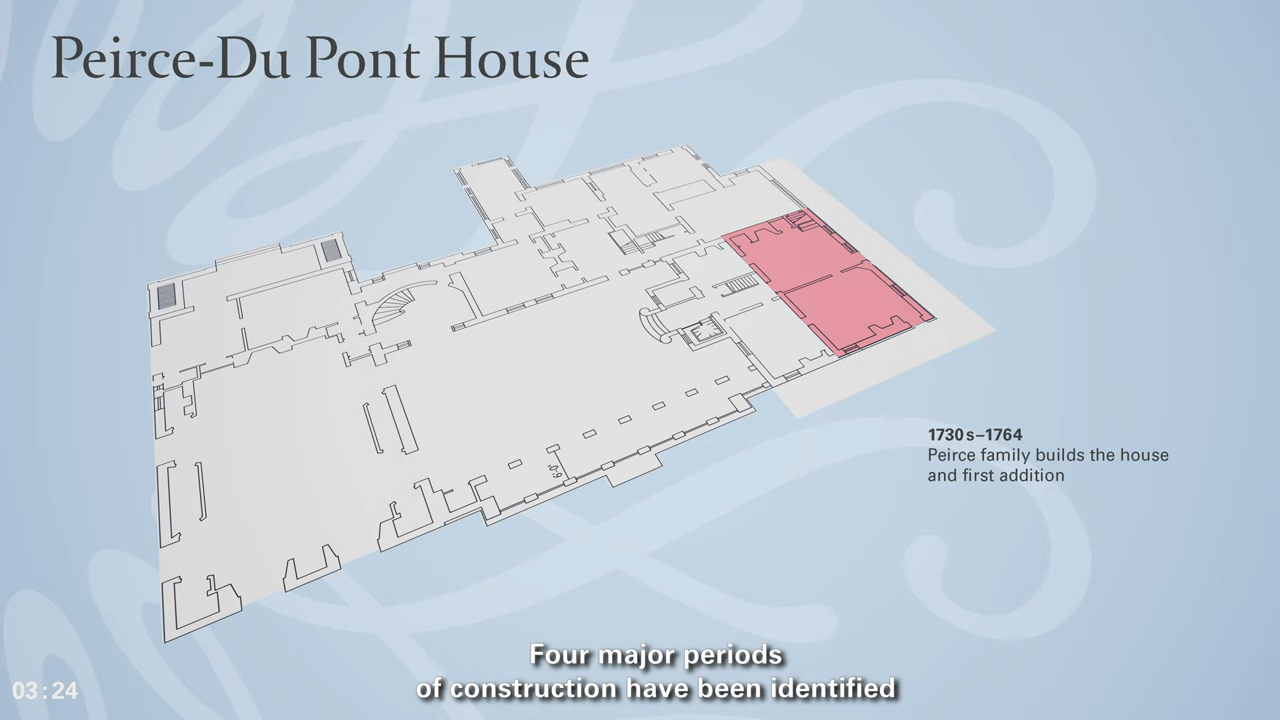 Peirce-Du Pont House
1730s–1764
Peirce family builds the house
and first addition
Four major periods
of construction have been identified
03:24